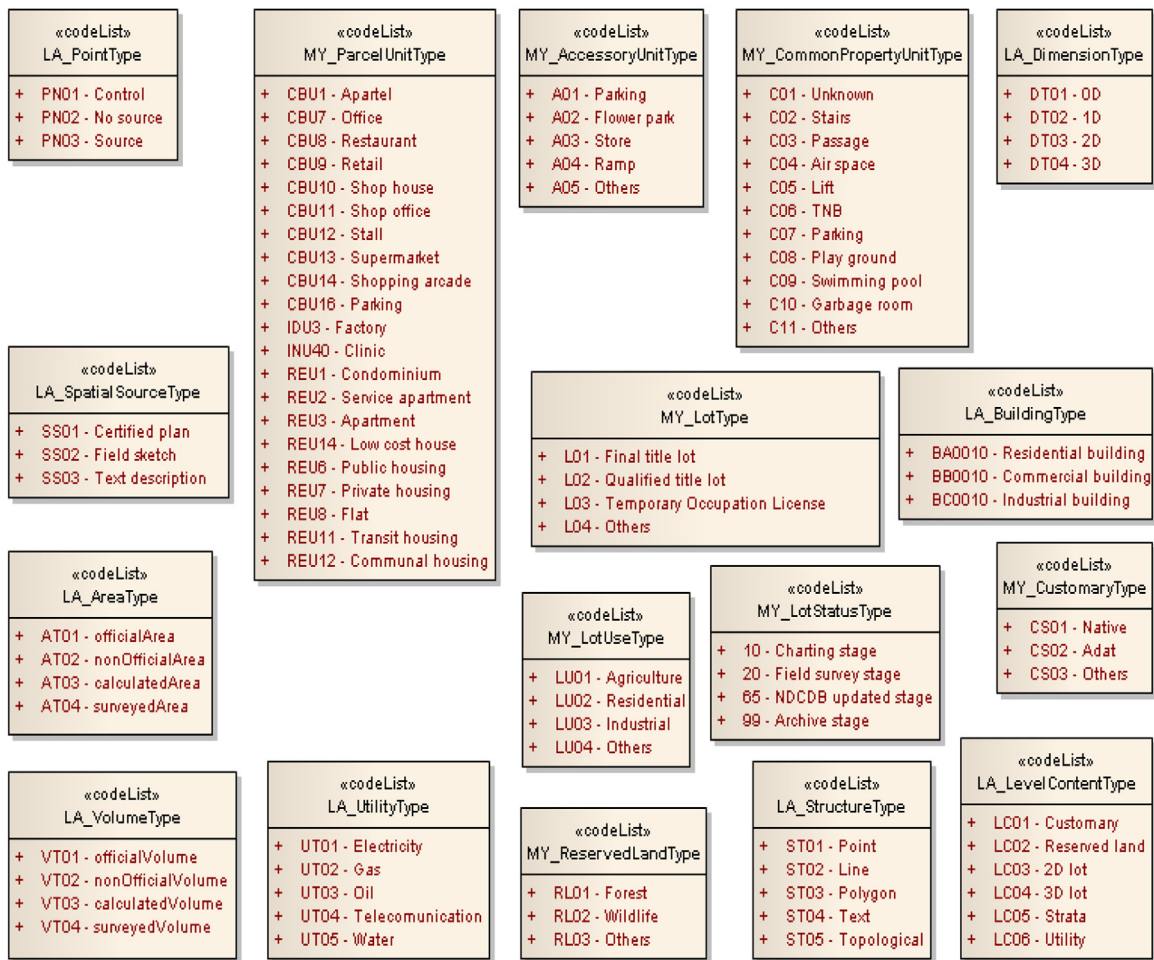 «codeList»
LA_PointType
+ PN01 - Control
+ PN02 - No source
+ PN03 - Source
«codeList»
MY_ParcelUnitType
+ CBU1 - Apartel
+ CBU7 - Office
+ CBU8 - Restaurant
+ CBU9 - Retail
+ CBU10 - Shop house
+ CBU11 - Shop office
+ CBU12 - Stall
+ CBU13 - Supermarket
+ CBU14 - Shopping arcade
+ CBU16 - Parking
+ IDU3 - Factory
+ INU40 - Clinic
+ REU1 - Condominium
+ REU2 - Service apartment
+ REU3 - Apartment
+ REU14 - Low cost house
+ REU6 - Public housing
+ REU7 - Private housing
+ REU8 - Flat
+ REU11 - Transit housing
+ REU12 - Communal housing
«codeList»
MY_AccessoryUnitType
+ A01 - Parking
+ A02 - Flower park
+ A03 - Store
+ A04 - Ramp
+ A05 - Others
«codeList»
MY_CommonPropertyUnitType
+ C01 - Unknown
+ C02 - Stairs
+ C03 - Passage
+ C04 - Air space
+ C05 - Lift
+ C06 - TNB
+ C07 - Parking
+ C08 - Play ground
+ C09 - Swimming pool
+ C10 - Garbage room
+ C11 - Others
«codeList»
LA_DimensionType
+ DT01 - 0D
+ DT02 - 1D
+ DT03 - 2D
+ DT04 - 3D
«codeList»
LA_SpatialSourceType
+ SS01 - Certified plan
+ SS02 - Field sketch
+ SS03 - Text description
«codeList»
MY_LotType
+ L01 - Final title lot
+ L02 - Qualified title lot
+ L03 - Temporary Occupation License
+ L04 - Others
«codeList»
LA_BuildingType
+ BA0010 - Residential building
+ BB0010 - Commercial building
+ BC0010 - Industrial building
«codeList»
LA_AreaType
+ AT01 - officialArea
+ AT02 - nonOfficialArea
+ AT03 - calculatedArea
+ AT04 - surveyedArea
«codeList»
MY_LotUseType
+ LU01 - Agriculture
+ LU02 - Residential
+ LU03 - Industrial
+ LU04 - Others
«codeList»
MY_LotStatusType
+ 10 - Charting stage
+ 20 - Field survey stage
+ 65 - NDCDB updated stage
+ 99 - Archive stage
«codeList»
MY_CustomaryType
+ CS01 - Native
+ CS02 - Adat
+ CS03 - Others
«codeList»
LA_VolumeType
+ VT01 - officialVolume
+ VT02 - nonOfficialVolume
+ VT03 - calculatedVolume
+ VT04 - surveyedVolume
«codeList»
LA_UtilityType
+ UT01 - Electricity
+ UT02 - Gas
+ UT03 - Oil
+ UT04 - Telecomunication
+ UT05 - Water
«codeList»
MY_ReservedLandType
+ RL01 - Forest
+ RL02 - Wildlife
+ RL03 - Others
«codeList»
LA_StructureType
+ ST01 - Point
+ ST02 - Line
+ ST03 - Polygon
+ ST04 - Text
+ ST05 - Topological
«codeList»
LA_LevelContentType
+ LC01 - Customary
+ LC02 - Reserved land
+ LC03 - 2D lot
+ LC04 - 3D lot
+ LC05 - Strata
+ LC06 - Utility